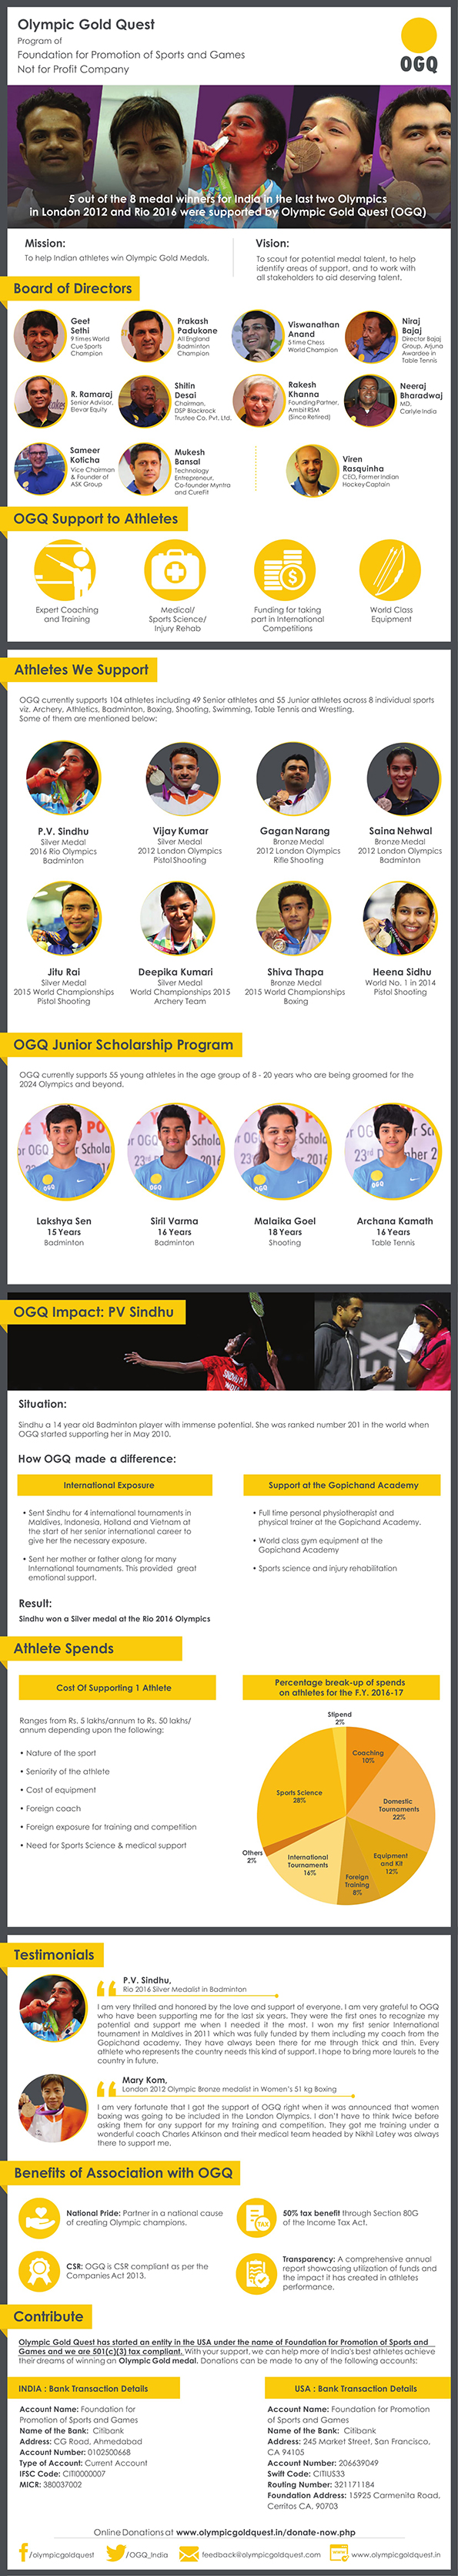 Olympic Gold Quest
Program of
Foundation for Promotion of Sports and Games
Not for Profit Company
OGQ
5 out of the 8 medal winners for India in the last two Olympics
in London 2012 and Rio 2016 were supported by Olympic Gold Quest (OGQ)
Mission:
To help Indian athletes win Olympic Gold Medals.
Vision:
To scout for potential medal talent, to help
identify areas of support, and to work with
all stakeholders to aid deserving talent.
Board of Directors
Geet
Sethi
9 times World
Cue Sports
Champion
Prakash
Padukone
All England
Badminton
Champion
Viswanathan
Anand
5 time Chess
World Champion
Niraj
Bajaj
Director Bajaj
Group, Arjuna
Awardee in
Table Tennis
R. Ramaraj
Senior Advisor,
Elevar Equity
Shitin
Desai
Chairman,
DSP Blackrock
Trustee Co. Pvt. Ltd.
Rakesh
Khanna
Founding Partner,
Ambit RSM
(Since Retired)
Neeraj
Bharadwaj
MD,
Carlyle India
Sameer
Koticha
Vice Chairman
& Founder of
ASK Group
Mukesh
Bansal
Technology
Entrepreneur,
Co-founder Myntra
and CureFit
Viren
Rasquinha
CEO, Former Indian
Hockey Captain
OGQ Support to Athletes
Expert Coaching
and Training
Medical/
Sports Science/
Injury Rehab
Funding for taking
part in International
Competitions
World Class
Equipment
Athletes We Support
OGQ currently supports 104 athletes including 49 Senior athletes and 55 Junior athletes across 8 individual sports
viz. Archery, Athletics, Badminton, Boxing, Shooting, Swimming, Table Tennis and Wrestling.
Some of them are mentioned below:
P.V. Sindhu
Silver Medal
2016 Rio Olympics
Badminton
Vijay Kumar
Silver Medal
2012 London Olympics
Pistol Shooting
Gagan Narang
Bronze Medal
2012 London Olympics
Rifle Shooting
Saina Nehwal
Bronze Medal
2012 London Olympics
Badminton
Jitu Rai
Silver Medal
2015 World Championships
Pistol Shooting
Deepika Kumari
Silver Medal
World Championships 2015
Archery Team
Shiva Thapa
Bronze Medal
2015 World Championships
Boxing
Heena Sidhu
World No. 1 in 2014
Pistol Shooting
OGQ Junior Scholarship Program
OGQ currently supports 55 young athletes in the age group of 8 - 20 years who are being groomed for the
2024 Olympics and beyond.
Lakshya Sen
15 Years
Badminton
Siril Varma
16 Years
Badminton
Malaika Goel
18 Years
Shooting
Archana Kamath
16 Years
Table Tennis
OGQ Impact: PV Sindhu
Situation:
Sindhu a 14 year old Badminton player with immense potential. She was ranked number 201 in the world when
OGQ started supporting her in May 2010.
How OGQ made a difference:
International Exposure
• Sent Sindhu for 4 international tournaments in
Maldives, Indonesia, Holland and Vietnam at
the start of her senior international career to
give her the necessary exposure.
• Sent her mother or father along for many
International tournaments. This provided great
emotional support.
Support at the Gopichand Academy
• Full time personal physiotherapist and
physical trainer at the Gopichand Academy.
• World class gym equipment at the
Gopichand Academy
• Sports science and injury rehabilitation
Result:
Sindhu won a Silver medal at the Rio 2016 Olympics
Athlete Spends
Cost Of Supporting 1 Athlete
Ranges from Rs. 5 lakhs/annum to Rs. 50 lakhs/
annum depending upon the following:
• Nature of the sport
• Seniority of the athlete
• Cost of equipment
• Foreign coach
• Foreign exposure for training and competition
• Need for Sports Science & medical support
Percentage break-up of spends
on athletes for the F.Y. 2016-17
Stipend
2%
Coaching
10%
Domestic
Tournaments
22%
Equipment
and Kit
12%
Foreign
Training
8%
International
Tournaments
16%
Others
2%
Sports Science
28%
Testimonials
P.V. Sindhu,
Rio 2016 Silver Medalist in Badminton
I am very thrilled and honored by the love and support of everyone. I am very grateful to OGQ
who have been supporting me for the last six years. They were the first ones to recognize my
potential and support me when I needed it the most. I won my first senior International
tournament in Maldives in 2011 which was fully funded by them including my coach from the
Gopichand academy. They have always been there for me through thick and thin. Every
athlete who represents the country needs this kind of support. I hope to bring more laurels to the
country in future.
Mary Kom,
London 2012 Olympic Bronze medalist in Women's 51 kg Boxing
I am very fortunate that I got the support of OGQ right when it was announced that women
boxing was going to be included in the London Olympics. I don't have to think twice before
asking them for any support for my training and competition. They got me training under a
wonderful coach Charles Atkinson and their medical team headed by Nikhil Latey was always
there to support me.
Benefits of Association with OGQ
National Pride: Partner in a national cause
of creating Olympic champions.
TAX
50% tax benefit through Section 80G
of the Income Tax Act.
CSR: OGQ is CSR compliant as per the
Companies Act 2013.
Transparency: A comprehensive annual
report showcasing utilization of funds and
the impact it has created in athletes
performance.
Contribute
Olympic Gold Quest has started an entity in the USA under the name of Foundation for Promotion of Sports and
Games and we are 501(c)(3) tax compliant. With your support, we can help more of India's best athletes achieve
their dreams of winning an Olympic Gold medal. Donations can be made to any of the following accounts:
INDIA : Bank Transaction Details
Account Name: Foundation for
Promotion of Sports and Games
Name of the Bank: Citibank
Address: CG Road, Ahmedabad
Account Number: 0102500668
Type of Account: Current Account
IFSC Code: CITI0000007
MICR: 380037002
USA : Bank Transaction Details
Account Name: Foundation for Promotion
of Sports and Games
Name of the Bank: Citibank
Address: 245 Market Street, San Francisco,
CA 94105
Account Number: 206639049
Swift Code: CITIUS33
Routing Number: 321171184
Foundation Address: 15925 Carmenita Road,
Cerritos CA, 90703
Online Donations at www.olympicgoldquest.in/donate-now.php
/olympicgoldquest
/OGQ_India
feedback@olympicgoldquest.com
www.olympicgoldquest.in